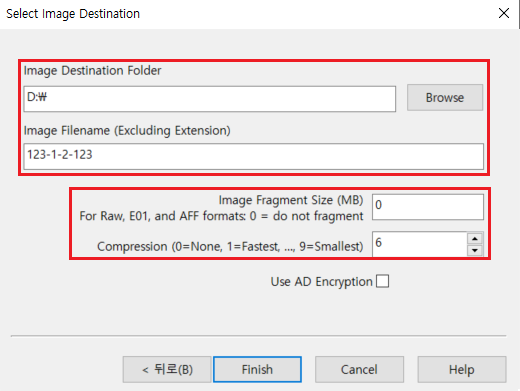 Select Image Destination
Image Destination Folder
D:₩
Browse
Image Filename (Excluding Extension)
123-1-2-123
Image Fragment Size (MB)
For Raw, E01, and AFF formats: 0 = do not fragment
0
Compression (0=None, 1=Fastest, ..., 9=Smallest)
6
Use AD Encryption
< 뒤로(B)
Finish
Cancel
Help